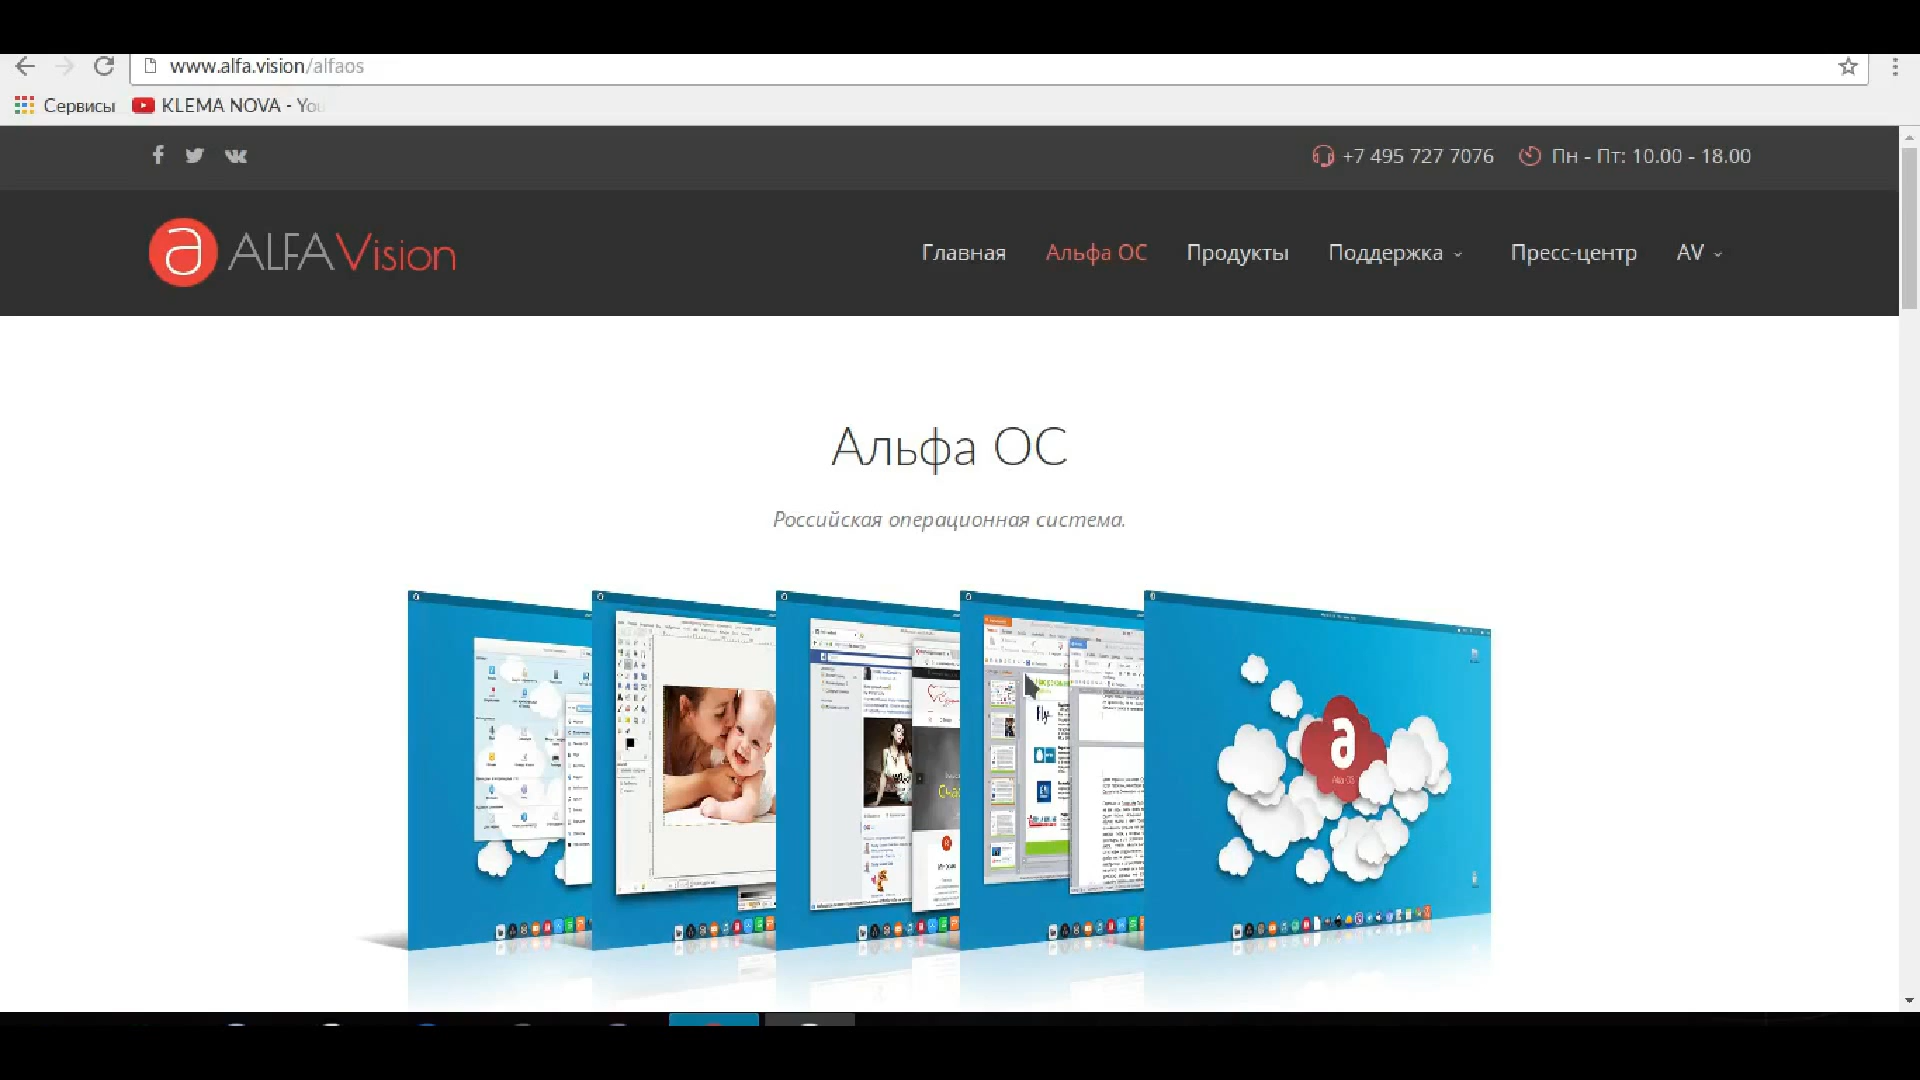 www.alfa.vision/alfaos
Сервисы KLEMA NOVA - You
+7 495 727 7076 Пн - Пт: 10.00 - 18.00
a ALFAVision
Главная Альфа ОС Продукты Поддержка Пресс-центр AV
Альфа ОС
Российская операционная система.
a